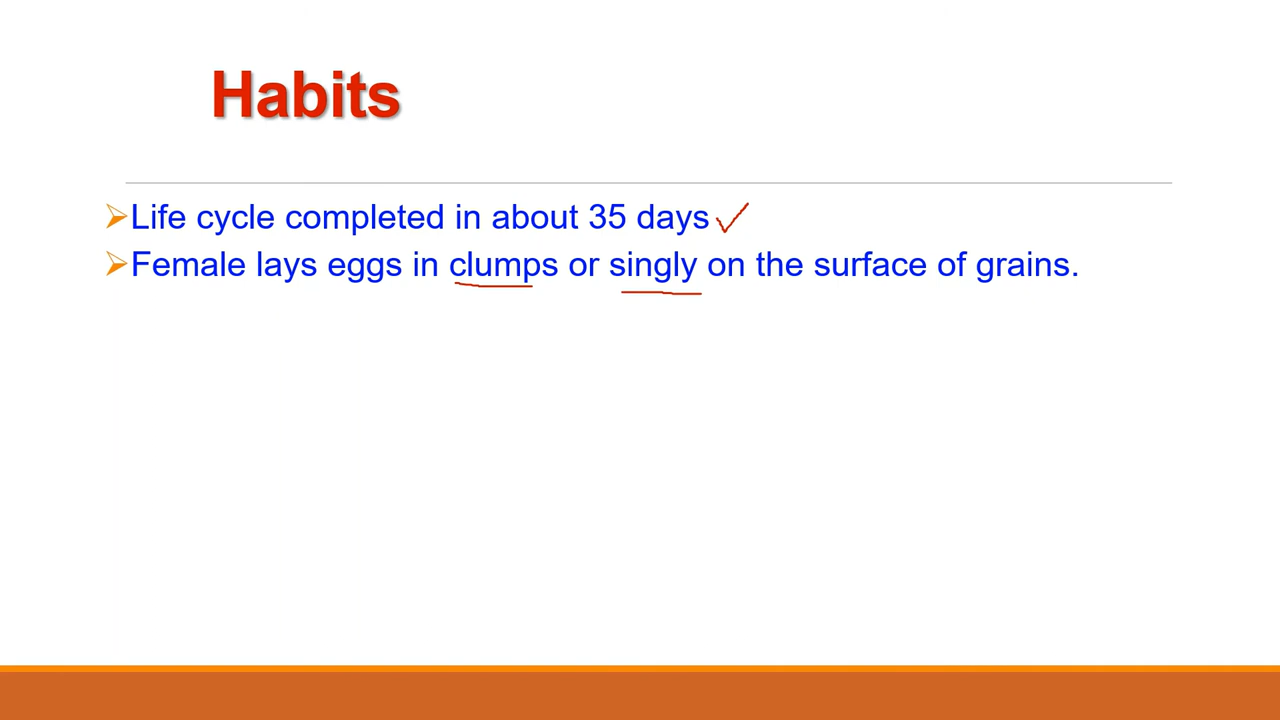 Habits
➢Life cycle completed in about 35 days ✓
➢Female lays eggs in clumps or singly on the surface of grains.